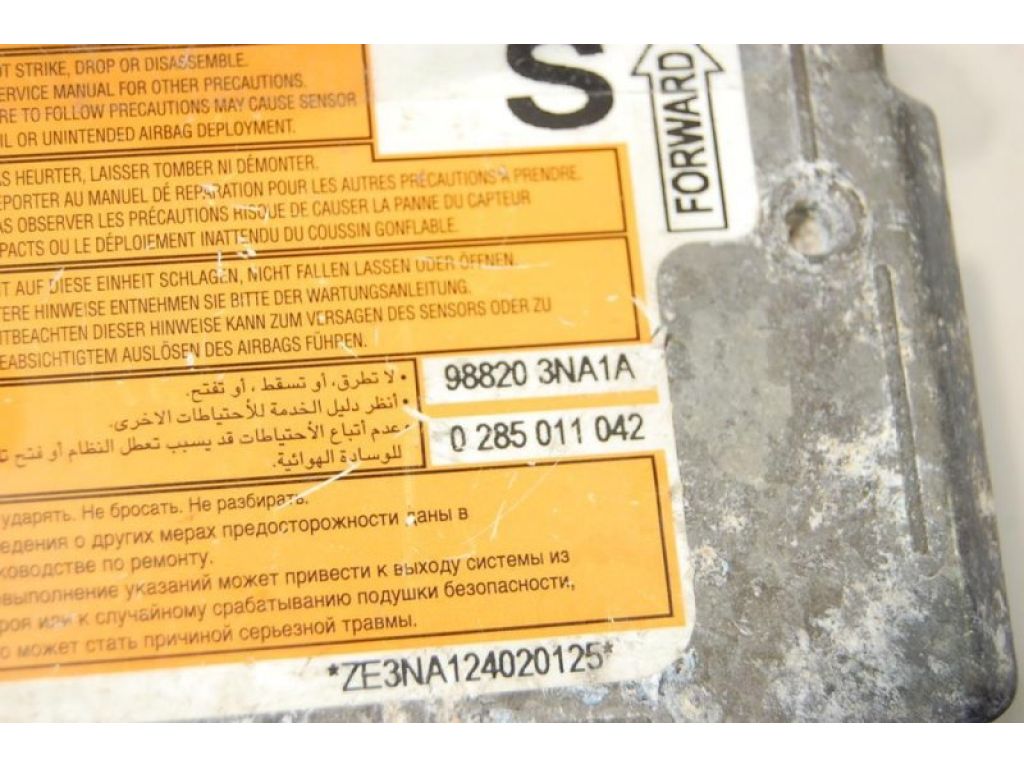 OT STRIKE, DROP OR DISASSEMBLE.
SERVICE MANUAL FOR OTHER PRECAUTIONS.
RE TO FOLLOW PRECAUTIONS MAY CAUSE SENSOR
IL OR UNINTENDED AIRBAG DEPLOYMENT.
S
FORWARD
AS HEURTER, LAISSER TOMBER NI DÉMONTER.
EPORTER AU MANUEL DE REPARATION POUR LES AUTRES PRÉCAUTIONS A PRENDRE.
AS OBSERVER LES PRÉCAUTIONS RISQUE DE CAUSER LA PANNE DU CAPTEUR
PACTS OU LE DÉPLOIEMENT INATTENDU DU COUSSIN GONFLABLE.
T AUF DIESE EINHEIT SCHLAGEN, NICHT FALLEN LASSEN ODER ÖFFNEN.
TERE HINWEISE ENTNEHMEN SIE BITTE DER WARTUNGSANLEITUNG.
TBEACHTEN DIESER HINWEISE KANN ZUM VERSAGEN DES SENSORS ODER ZU
EABSICHTIGTEM AUSLÖSEN DES AIRBAGS FÜHREN.
• لا تطرق، أو تسقط ، أو تفتح.
• أنظر دليل الخدمة للأحتياطات الاخرى.
• عدم أتباع الأحتياطات قد يسبب تعطل النظام أو فتح تلا
للوسادة الهوائية.
98820 3NA1A
0 285 011 042
ударять. Не бросать. Не разбирать.
едения о других мерах предосторожности даны в
ководстве по ремонту.
выполнение указаний может привести к выходу системы из
роя или к случайному срабатыванию подушки безопасности,
о может стать причиной серьезной травмы.
*ZE3NA124020125*